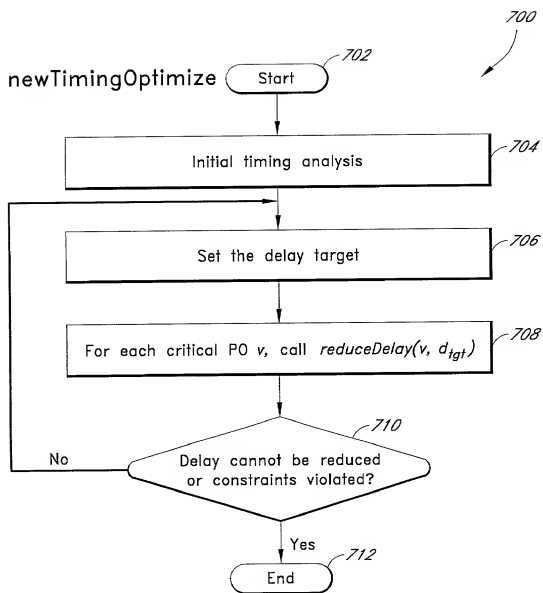 700
702
newTimingOptimize
Start
Initial timing analysis
704
Set the delay target
706
For each critical PO v, call reduceDelay(v, d_tgt)
708
710
Delay cannot be reduced
or constraints violated?
No
Yes
End
712